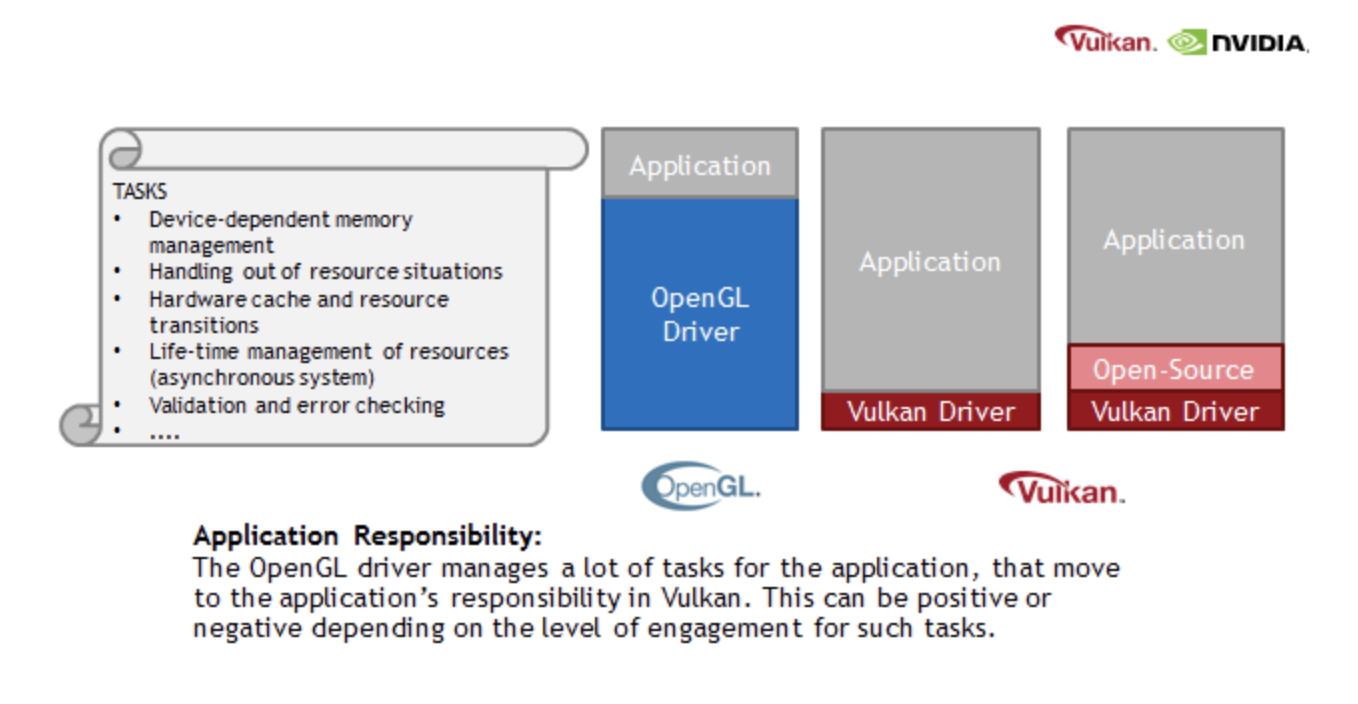 Vulkan. NVIDIA.
TASKS
• Device-dependent memory
management
• Handling out of resource situations
• Hardware cache and resource
transitions
• Life-time management of resources
(asynchronous system)
• Validation and error checking
• ....
Application
OpenGL
Driver
Application
Vulkan Driver
Application
Open-Source
Vulkan Driver
OpenGL.
Vulkan.
Application Responsibility:
The OpenGL driver manages a lot of tasks for the application, that move
to the application’s responsibility in Vulkan. This can be positive or
negative depending on the level of engagement for such tasks.